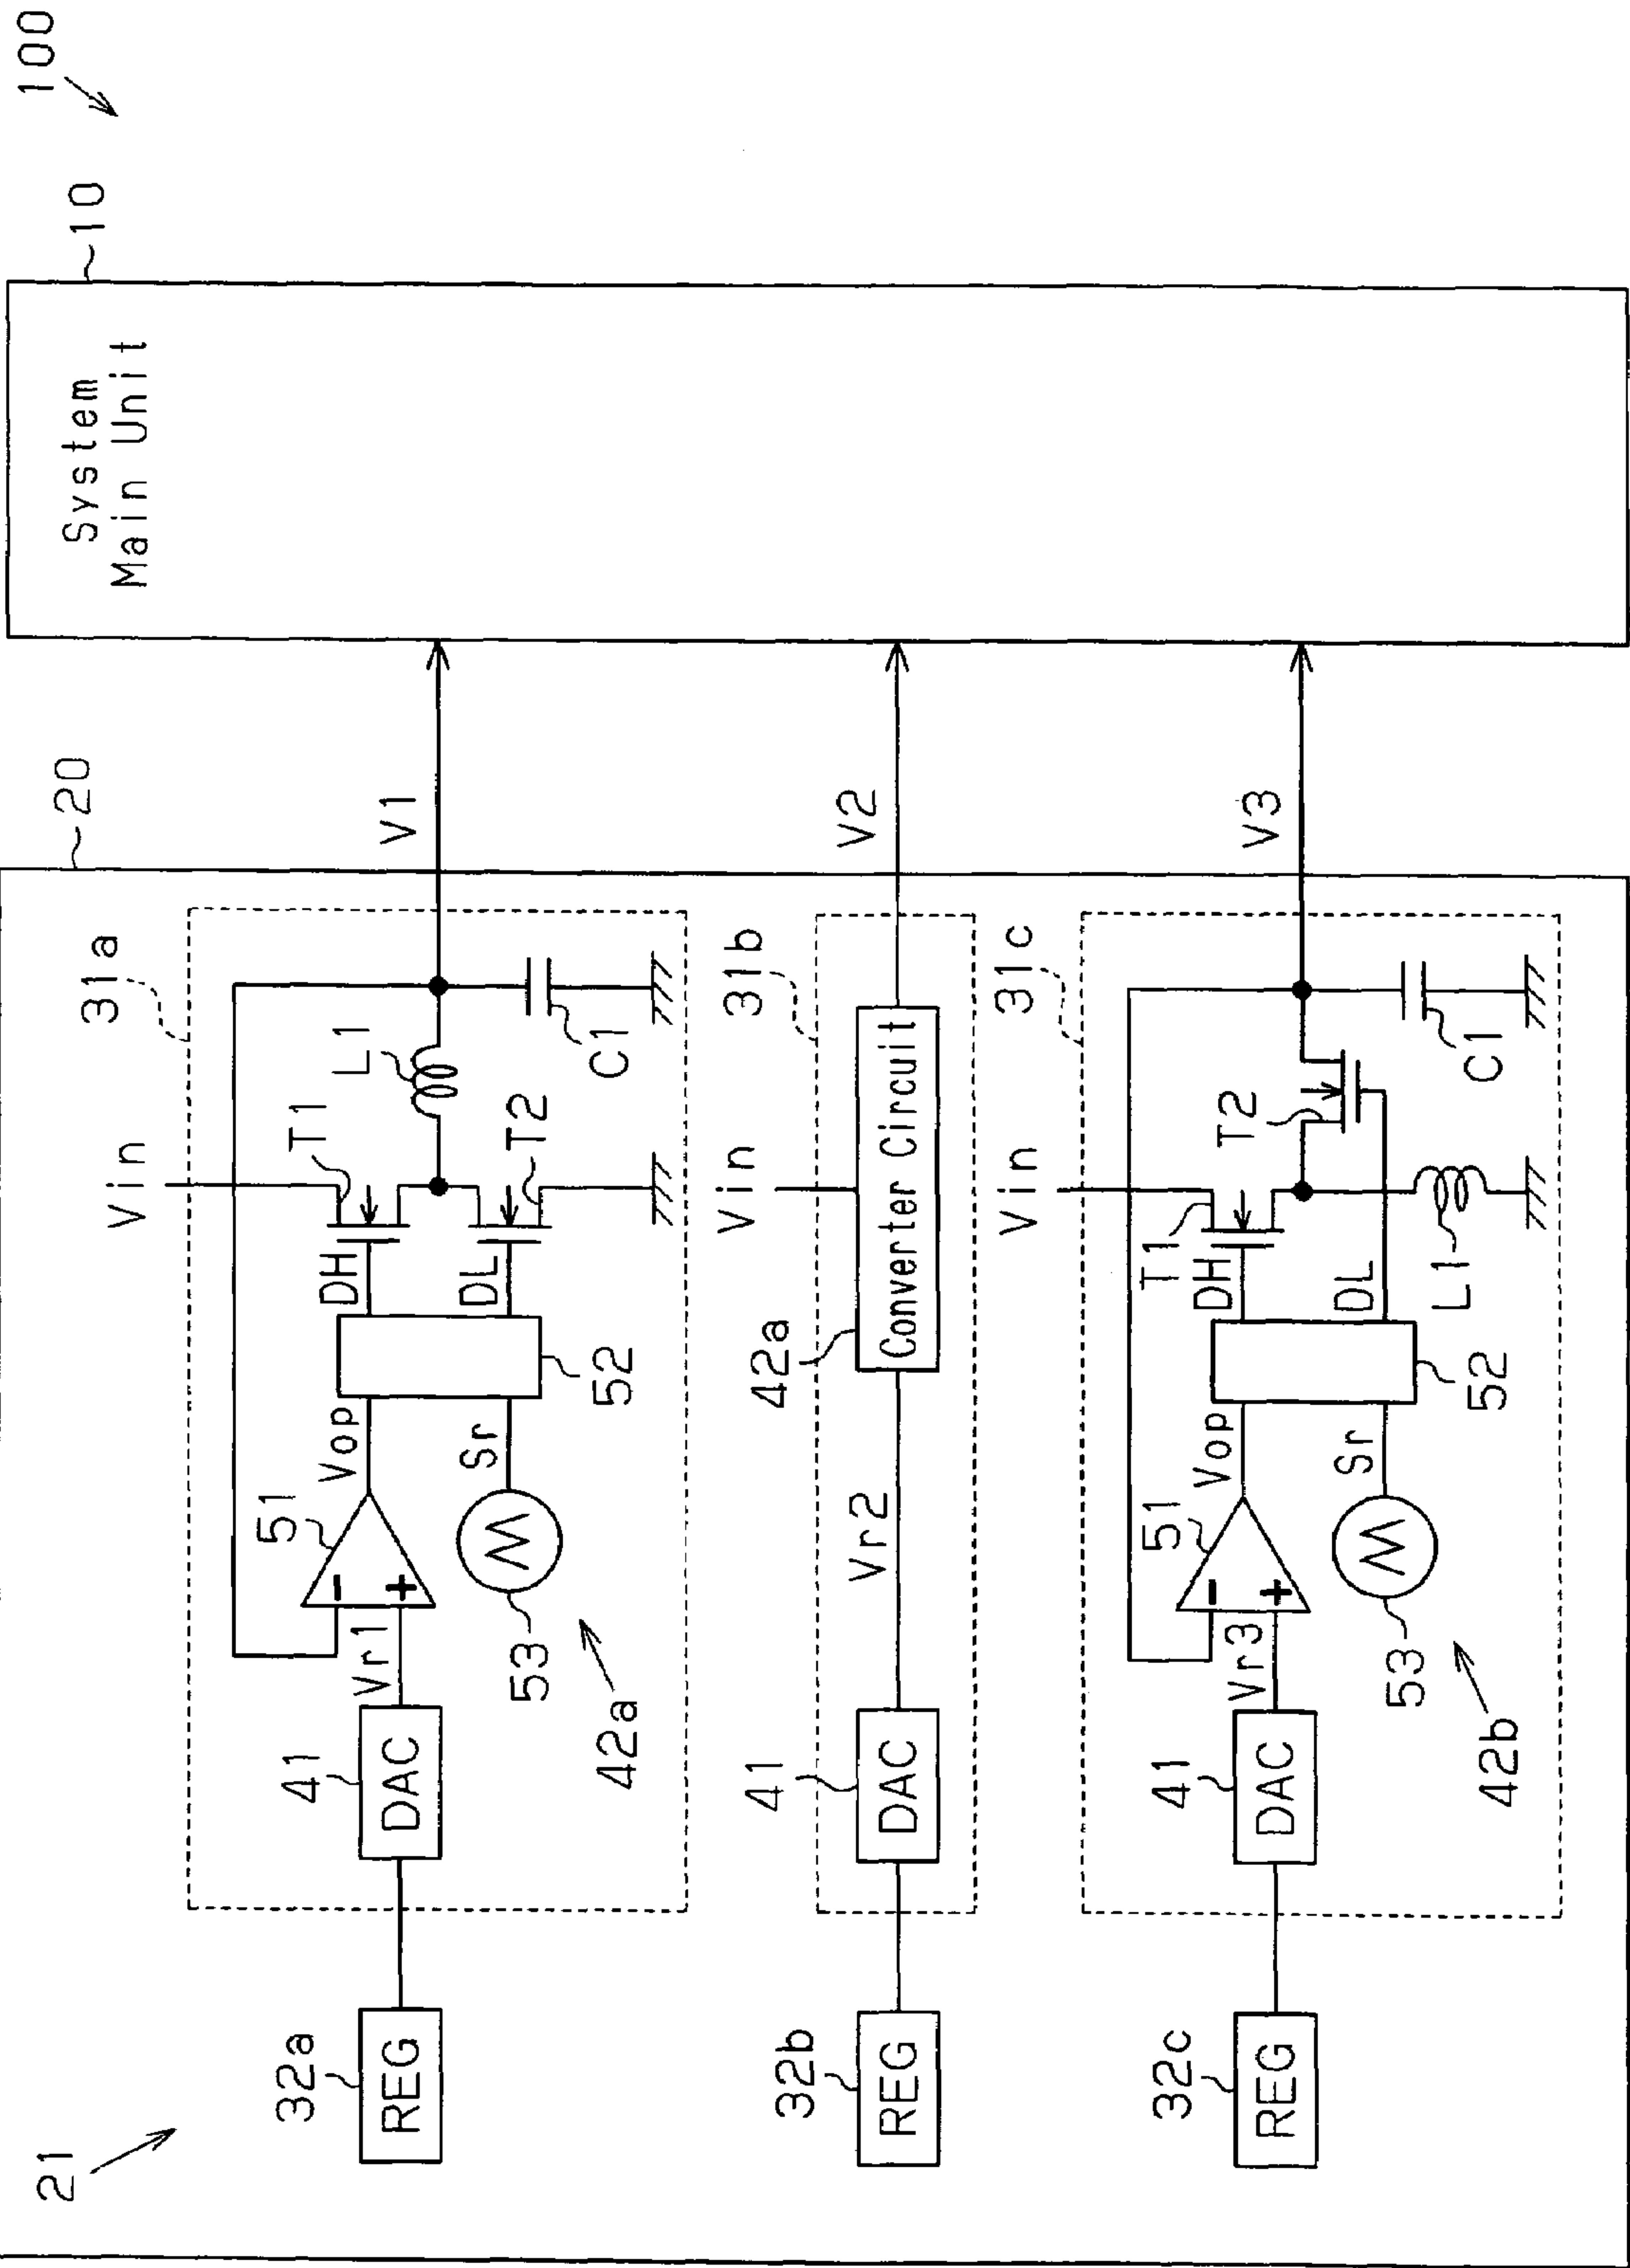 100
10
System
Main Unit
20
V1
V2
V3
21
31a
Vin
T1
L1
C1
T2
DH
DL
52
Vop
Sr
51
-
+
53
Vr1
42a
41
DAC
32a
REG
31b
Vin
Converter Circuit
42a
Vr2
41
DAC
32b
REG
31c
Vin
T1
T2
C1
L1
DH
DL
52
Vop
Sr
51
-
+
53
Vr3
42b
41
DAC
32c
REG